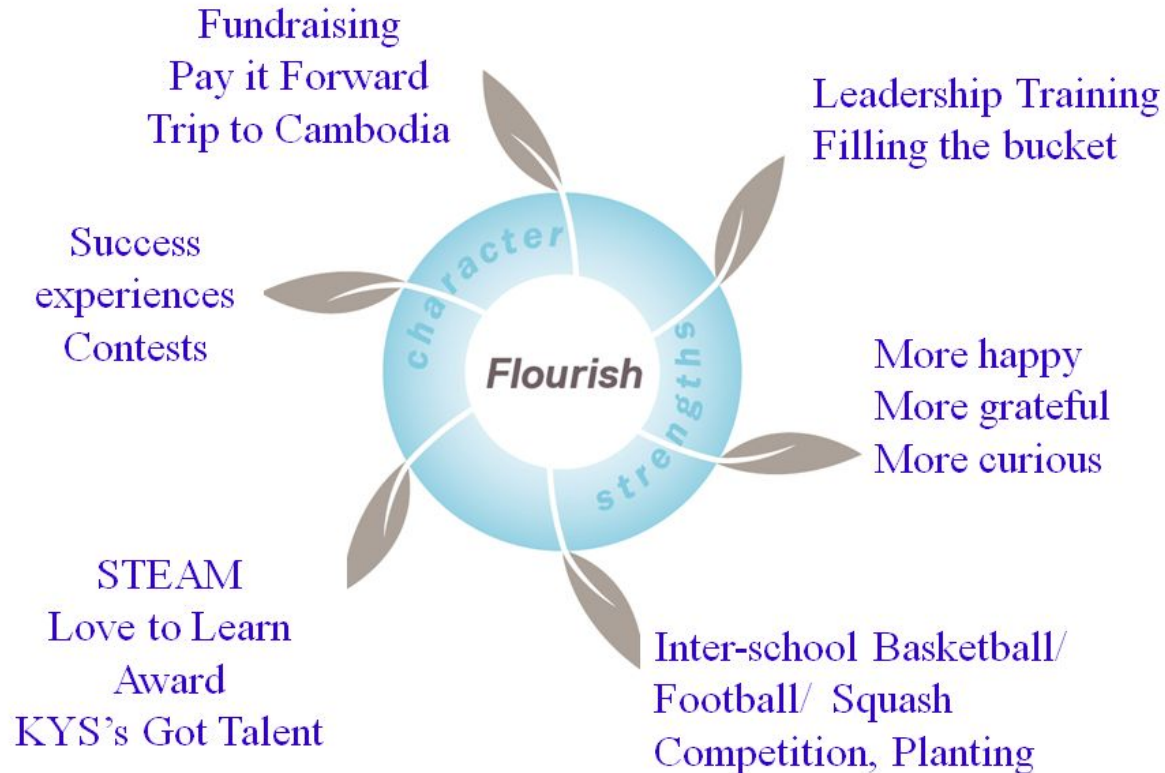 Fundraising
Pay it Forward
Trip to Cambodia
Leadership Training
Filling the bucket
Success
experiences
Contests
character
Flourish
strengths
More happy
More grateful
More curious
STEAM
Love to Learn
Award
KYS’s Got Talent
Inter-school Basketball/
Football/ Squash
Competition, Planting